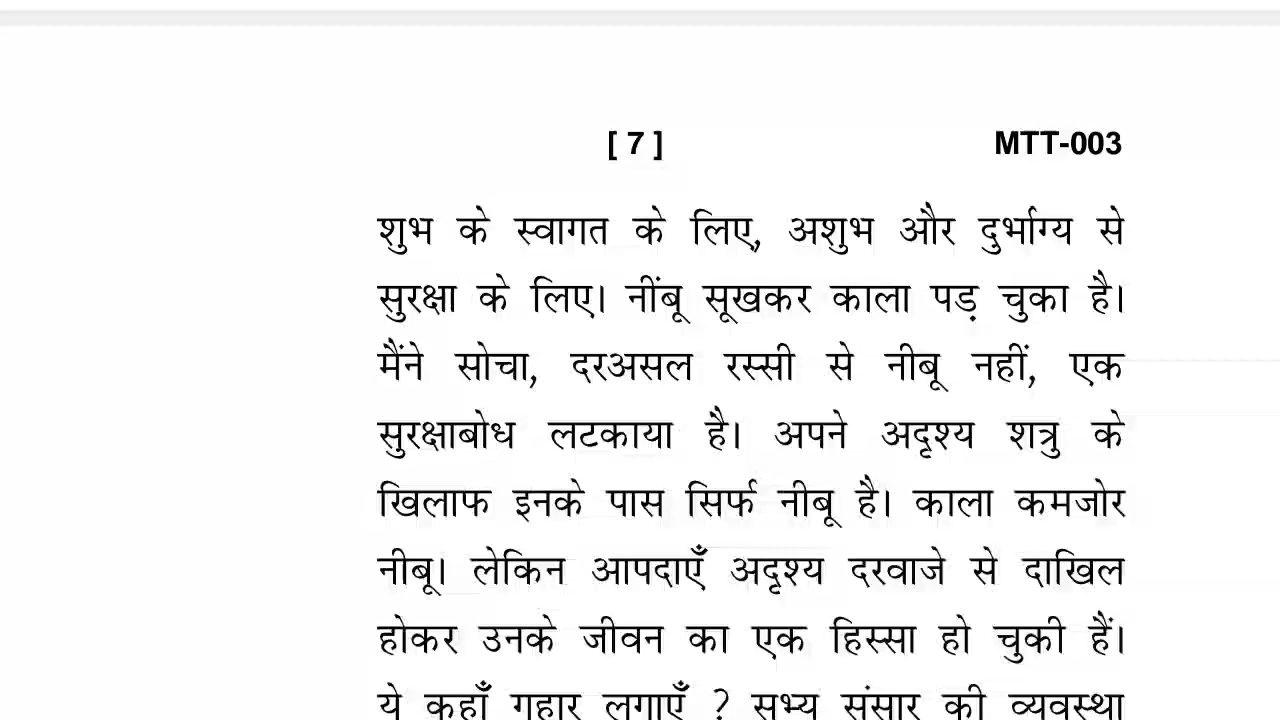 [ 7 ] MTT-003
शुभ के स्वागत के लिए, अशुभ और दुर्भाग्य से
सुरक्षा के लिए। नींबू सूखकर काला पड़ चुका है।
मैंने सोचा, दरअसल रस्सी से नीबू नहीं, एक
सुरक्षाबोध लटकाया है। अपने अदृश्य शत्रु के
खिलाफ इनके पास सिर्फ नीबू है। काला कमजोर
नीबू। लेकिन आपदाएँ अदृश्य दरवाजे से दाखिल
होकर उनके जीवन का एक हिस्सा हो चुकी हैं।
ये कहाँ गुहार लगाएँ ? सभ्य संसार की व्यवस्था